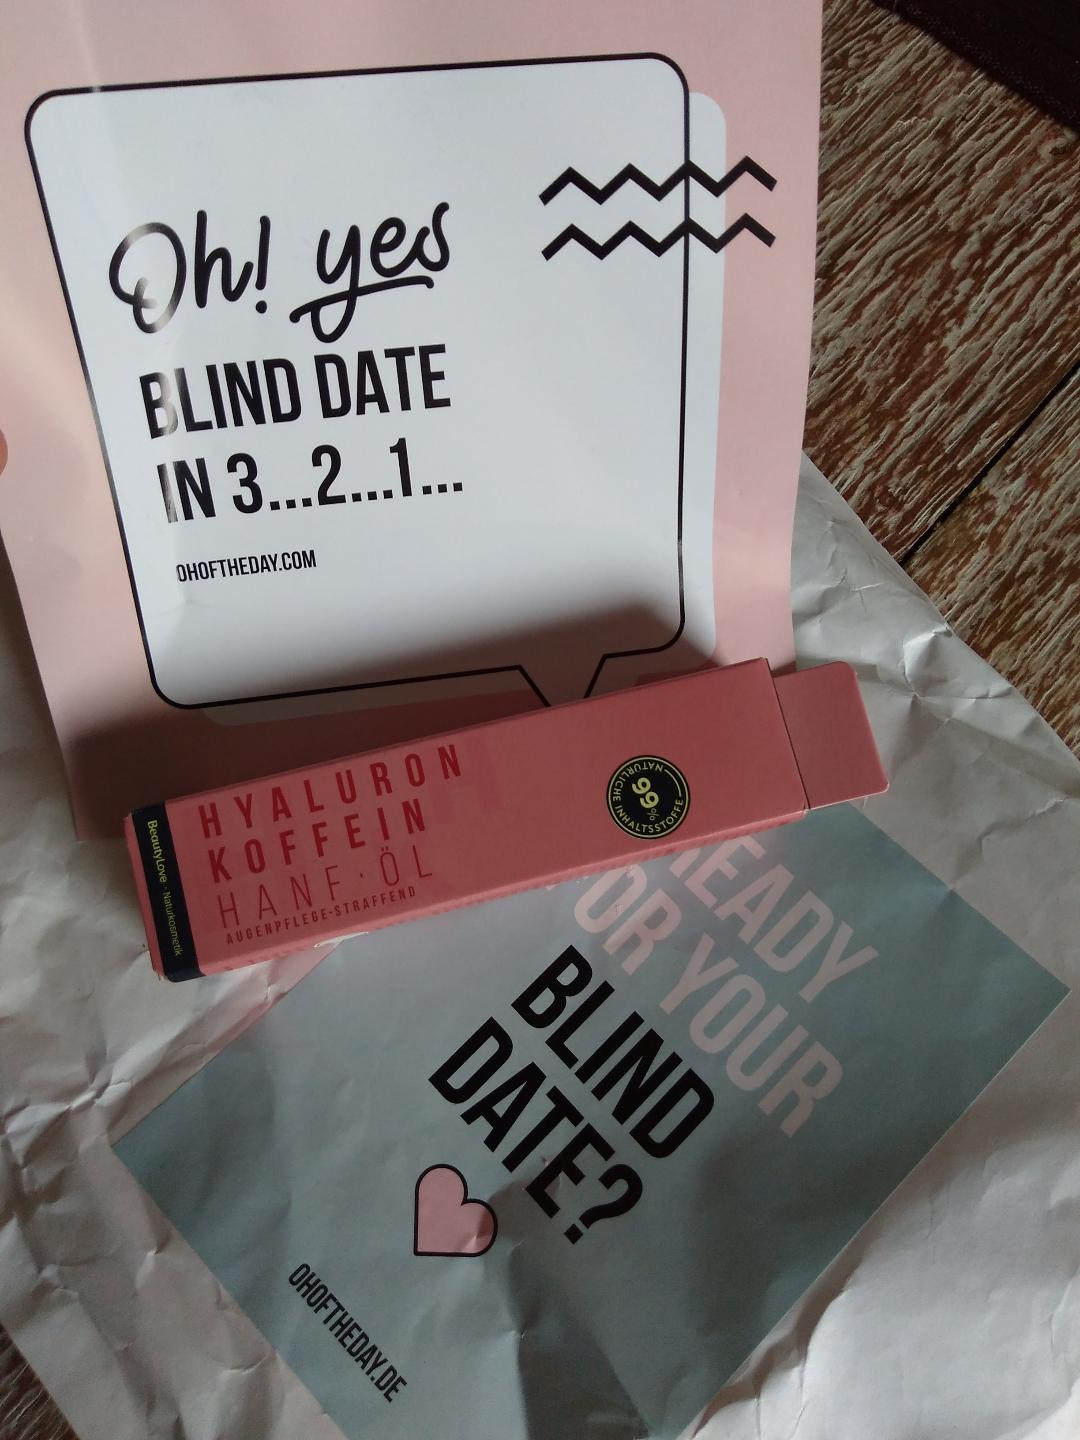 Oh! yes
BLIND DATE
IN 3...2...1...
OHOFTHEDAY.COM
HYALURON
KOFFEIN
HANF·ÖL
AUGENPFLEGE-STRAFFEND
BeautyLove · Naturkosmetik
NATÜRLICHE INHALTSSTOFFE
99%
READY
FOR YOUR
BLIND
DATE?
OHOFTHEDAY.DE